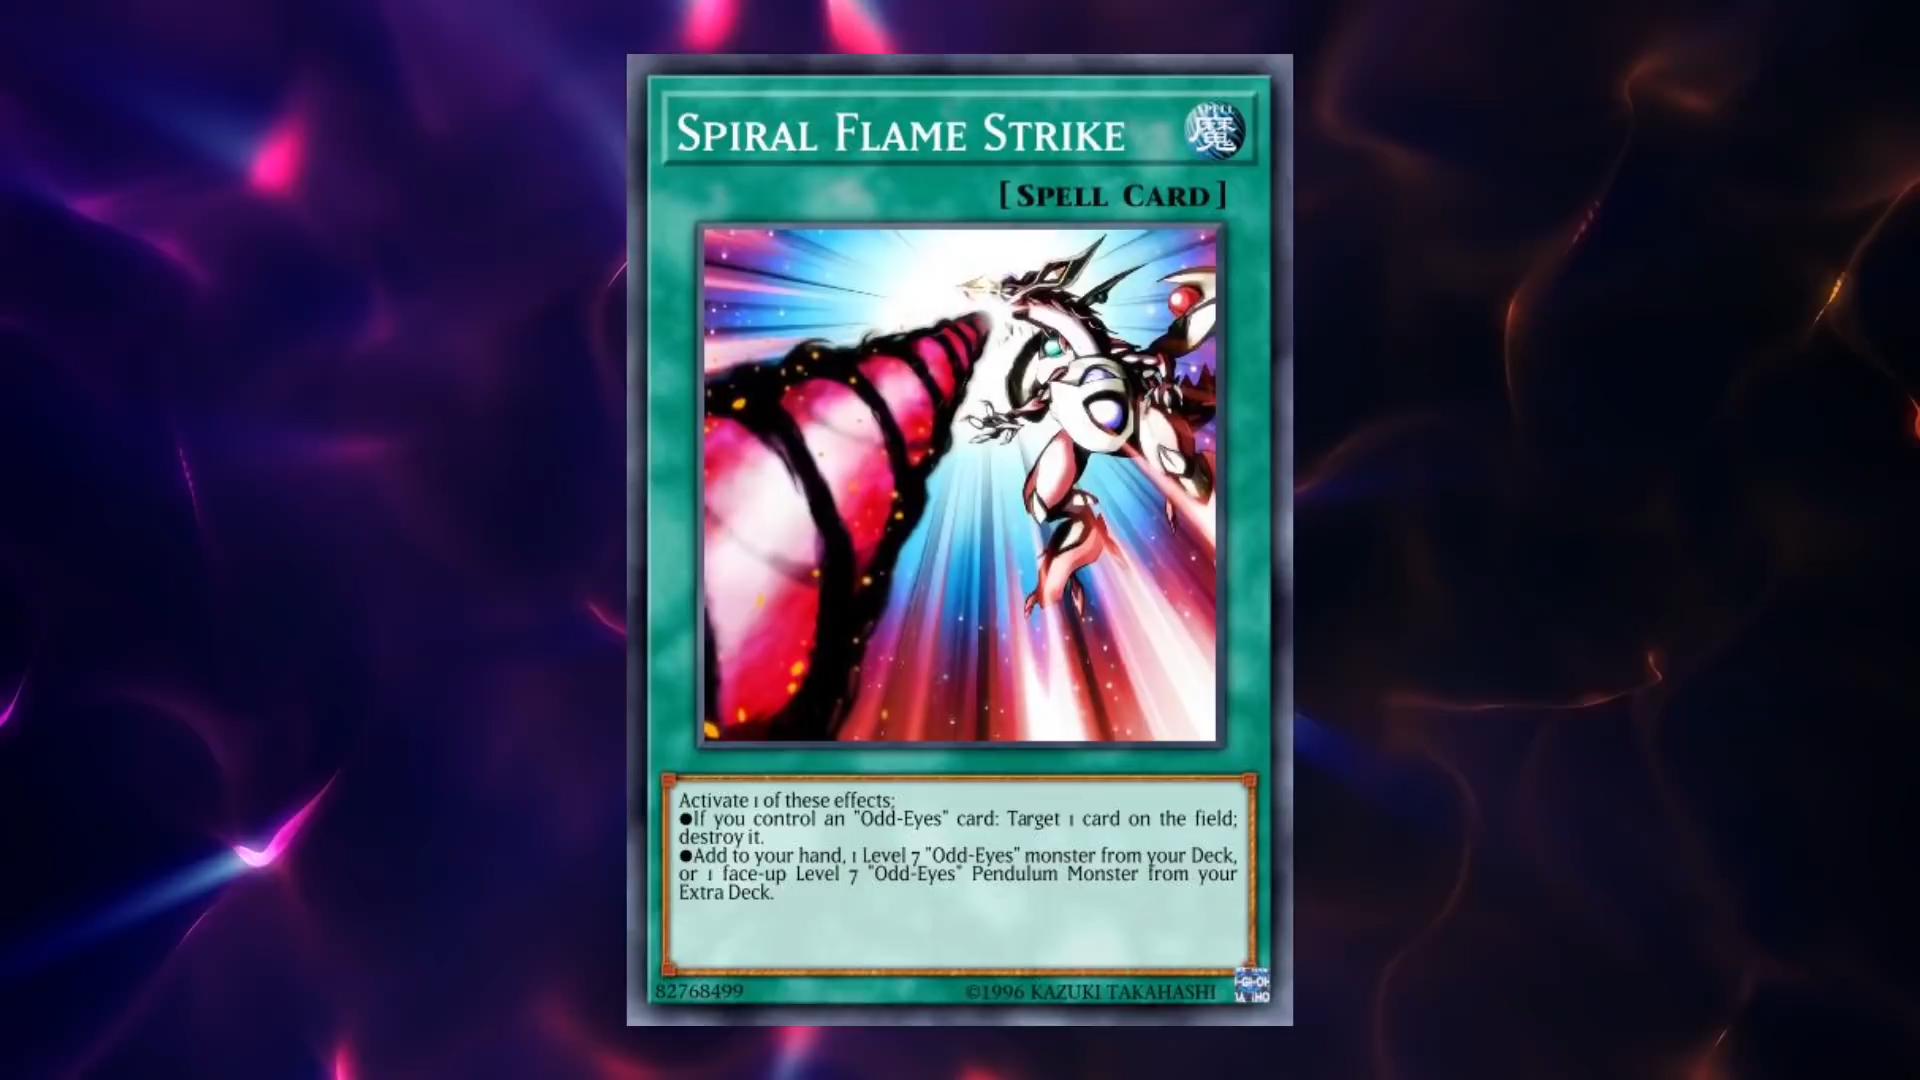 SPIRAL FLAME STRIKE
魔
[SPELL CARD]
Activate 1 of these effects;
●If you control an "Odd-Eyes" card: Target 1 card on the field;
destroy it.
●Add to your hand, 1 Level 7 "Odd-Eyes" monster from your Deck,
or 1 face-up Level 7 "Odd-Eyes" Pendulum Monster from your
Extra Deck.
82768499
©1996 KAZUKI TAKAHASHI